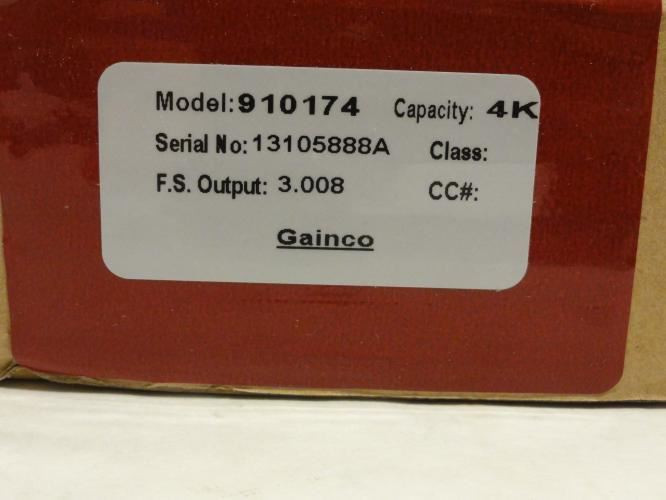 Model:910174 Capacity: 4K
Serial No:13105888A Class:
F.S. Output: 3.008 CC#:
Gainco